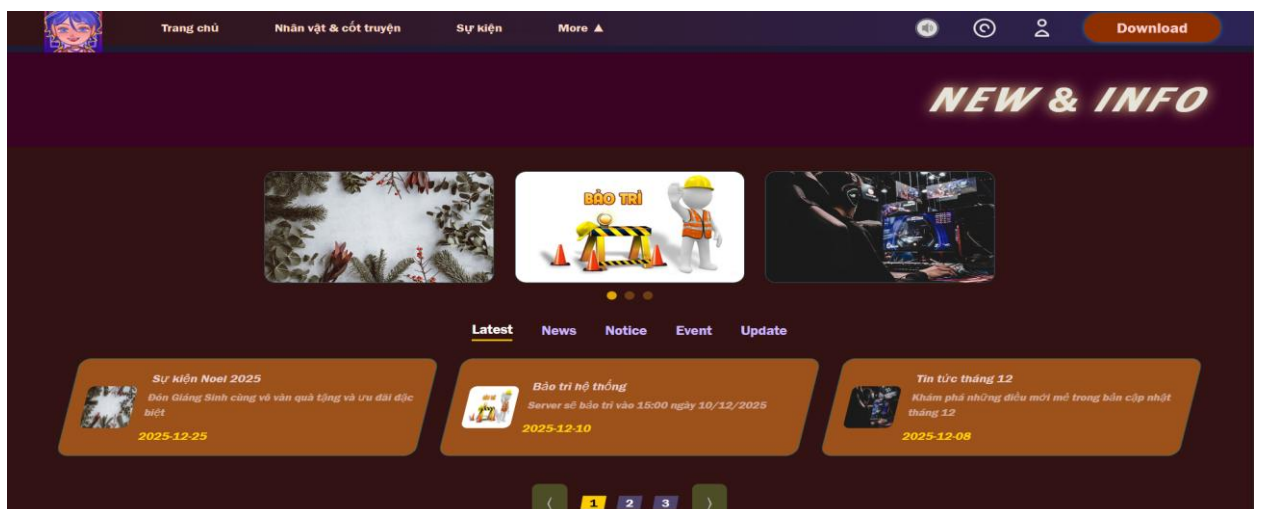 Trang chủ Nhân vật & cốt truyện Sự kiện More ▲ Download
NEW & INFO
BẢO TRÌ
Latest News Notice Event Update
Sự kiện Noel 2025
Đón Giáng Sinh cùng vô vàn quà tặng và ưu đãi đặc
biệt
2025-12-25
Bảo trì hệ thống
Server sẽ bảo trì vào 15:00 ngày 10/12/2025
2025-12-10
Tin tức tháng 12
Khám phá những điều mới mẻ trong bản cập nhật
tháng 12
2025-12-08
〈 1 2 3 〉